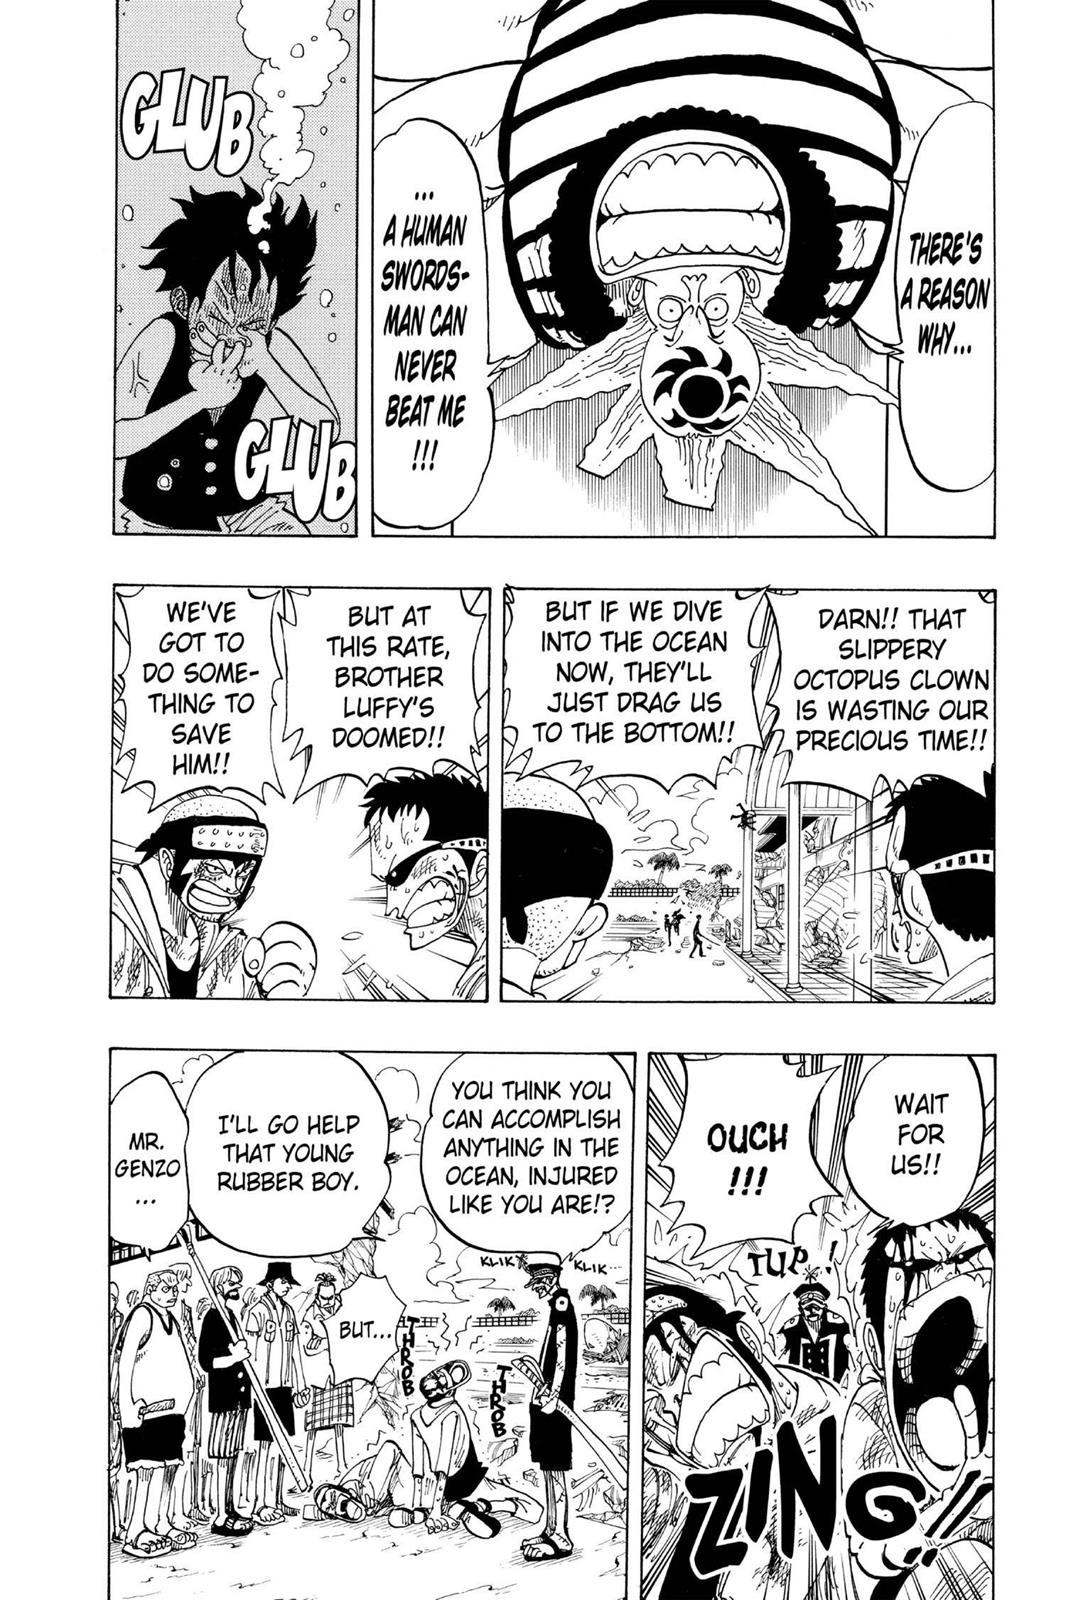 THERE'S
A REASON
WHY...
...
A HUMAN
SWORDS-
MAN CAN
NEVER
BEAT ME
!!!
GLUB
GLUB
DARN!! THAT
SLIPPERY
OCTOPUS CLOWN
IS WASTING OUR
PRECIOUS TIME!!
BUT IF WE DIVE
INTO THE OCEAN
NOW, THEY'LL
JUST DRAG US
TO THE BOTTOM!!
BUT AT
THIS RATE,
BROTHER
LUFFY'S
DOOMED!!
WE'VE
GOT TO
DO SOME-
THING TO
SAVE
HIM!!
WAIT
FOR
US!!
OUCH
!!!
TUP!
ZING!!
YOU THINK YOU
CAN ACCOMPLISH
ANYTHING IN THE
OCEAN, INJURED
LIKE YOU ARE!?
KLIK
KLIK...
I'LL GO HELP
THAT YOUNG
RUBBER BOY.
MR.
GENZO
...
BUT...
THROB
THROB